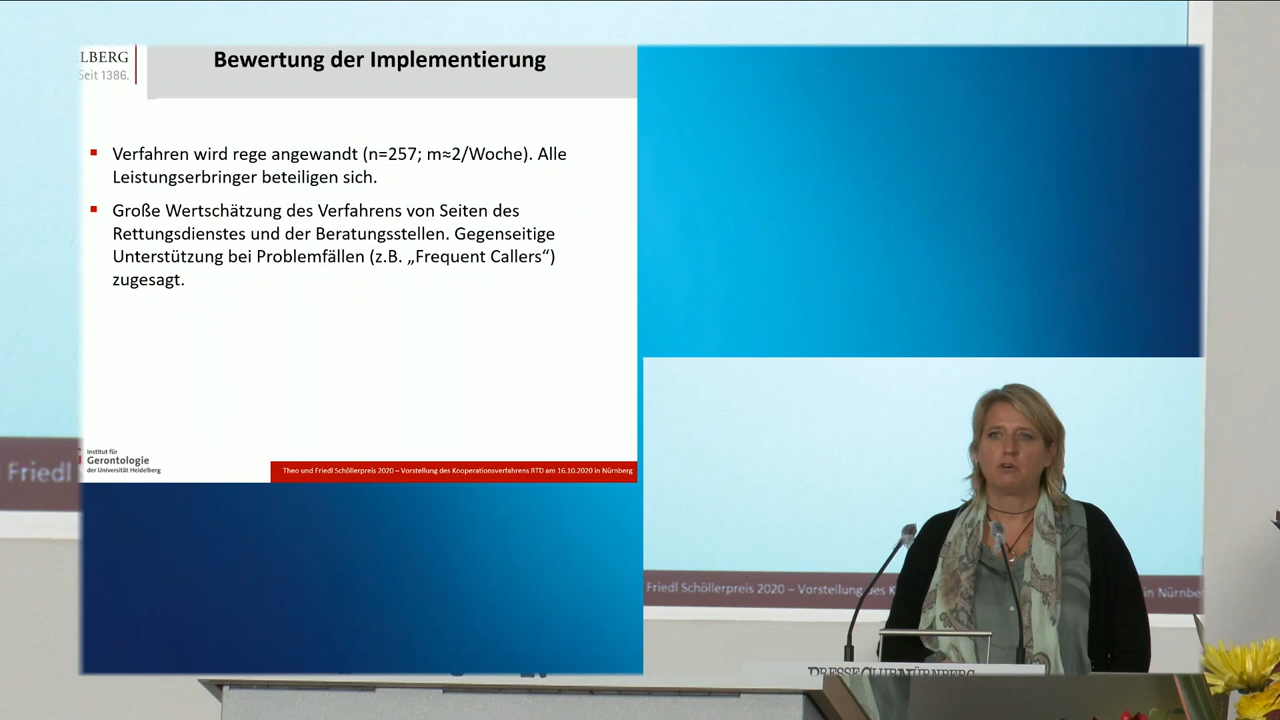 LBERG
Seit 1386.
Bewertung der Implementierung
Verfahren wird rege angewandt (n=257; m≈2/Woche). Alle
Leistungserbringer beteiligen sich.
Große Wertschätzung des Verfahrens von Seiten des
Rettungsdienstes und der Beratungsstellen. Gegenseitige
Unterstützung bei Problemfällen (z.B. „Frequent Callers“)
zugesagt.
Institut für
Gerontologie
der Universität Heidelberg
Theo und Friedl Schöllerpreis 2020 – Vorstellung des Kooperationsverfahrens RTD am 16.10.2020 in Nürnberg
Friedl
Friedl Schöllerpreis 2020 – Vorstellung des K
in Nürnbe
PRESSECLUB NÜRNBERG